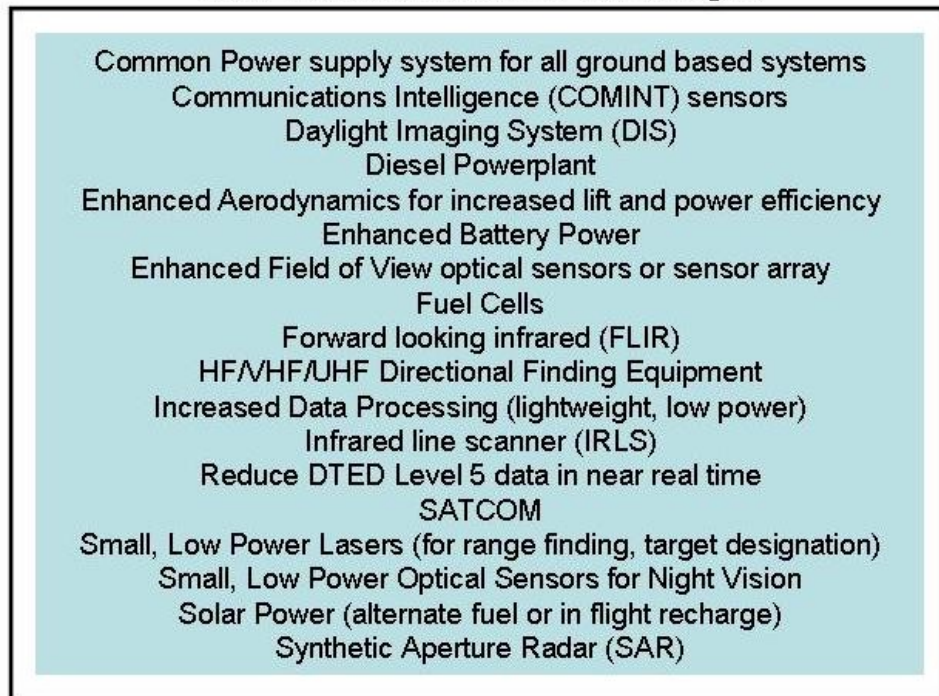 Common Power supply system for all ground based systems
Communications Intelligence (COMINT) sensors
Daylight Imaging System (DIS)
Diesel Powerplant
Enhanced Aerodynamics for increased lift and power efficiency
Enhanced Battery Power
Enhanced Field of View optical sensors or sensor array
Fuel Cells
Forward looking infrared (FLIR)
HF/VHF/UHF Directional Finding Equipment
Increased Data Processing (lightweight, low power)
Infrared line scanner (IRLS)
Reduce DTED Level 5 data in near real time
SATCOM
Small, Low Power Lasers (for range finding, target designation)
Small, Low Power Optical Sensors for Night Vision
Solar Power (alternate fuel or in flight recharge)
Synthetic Aperture Radar (SAR)